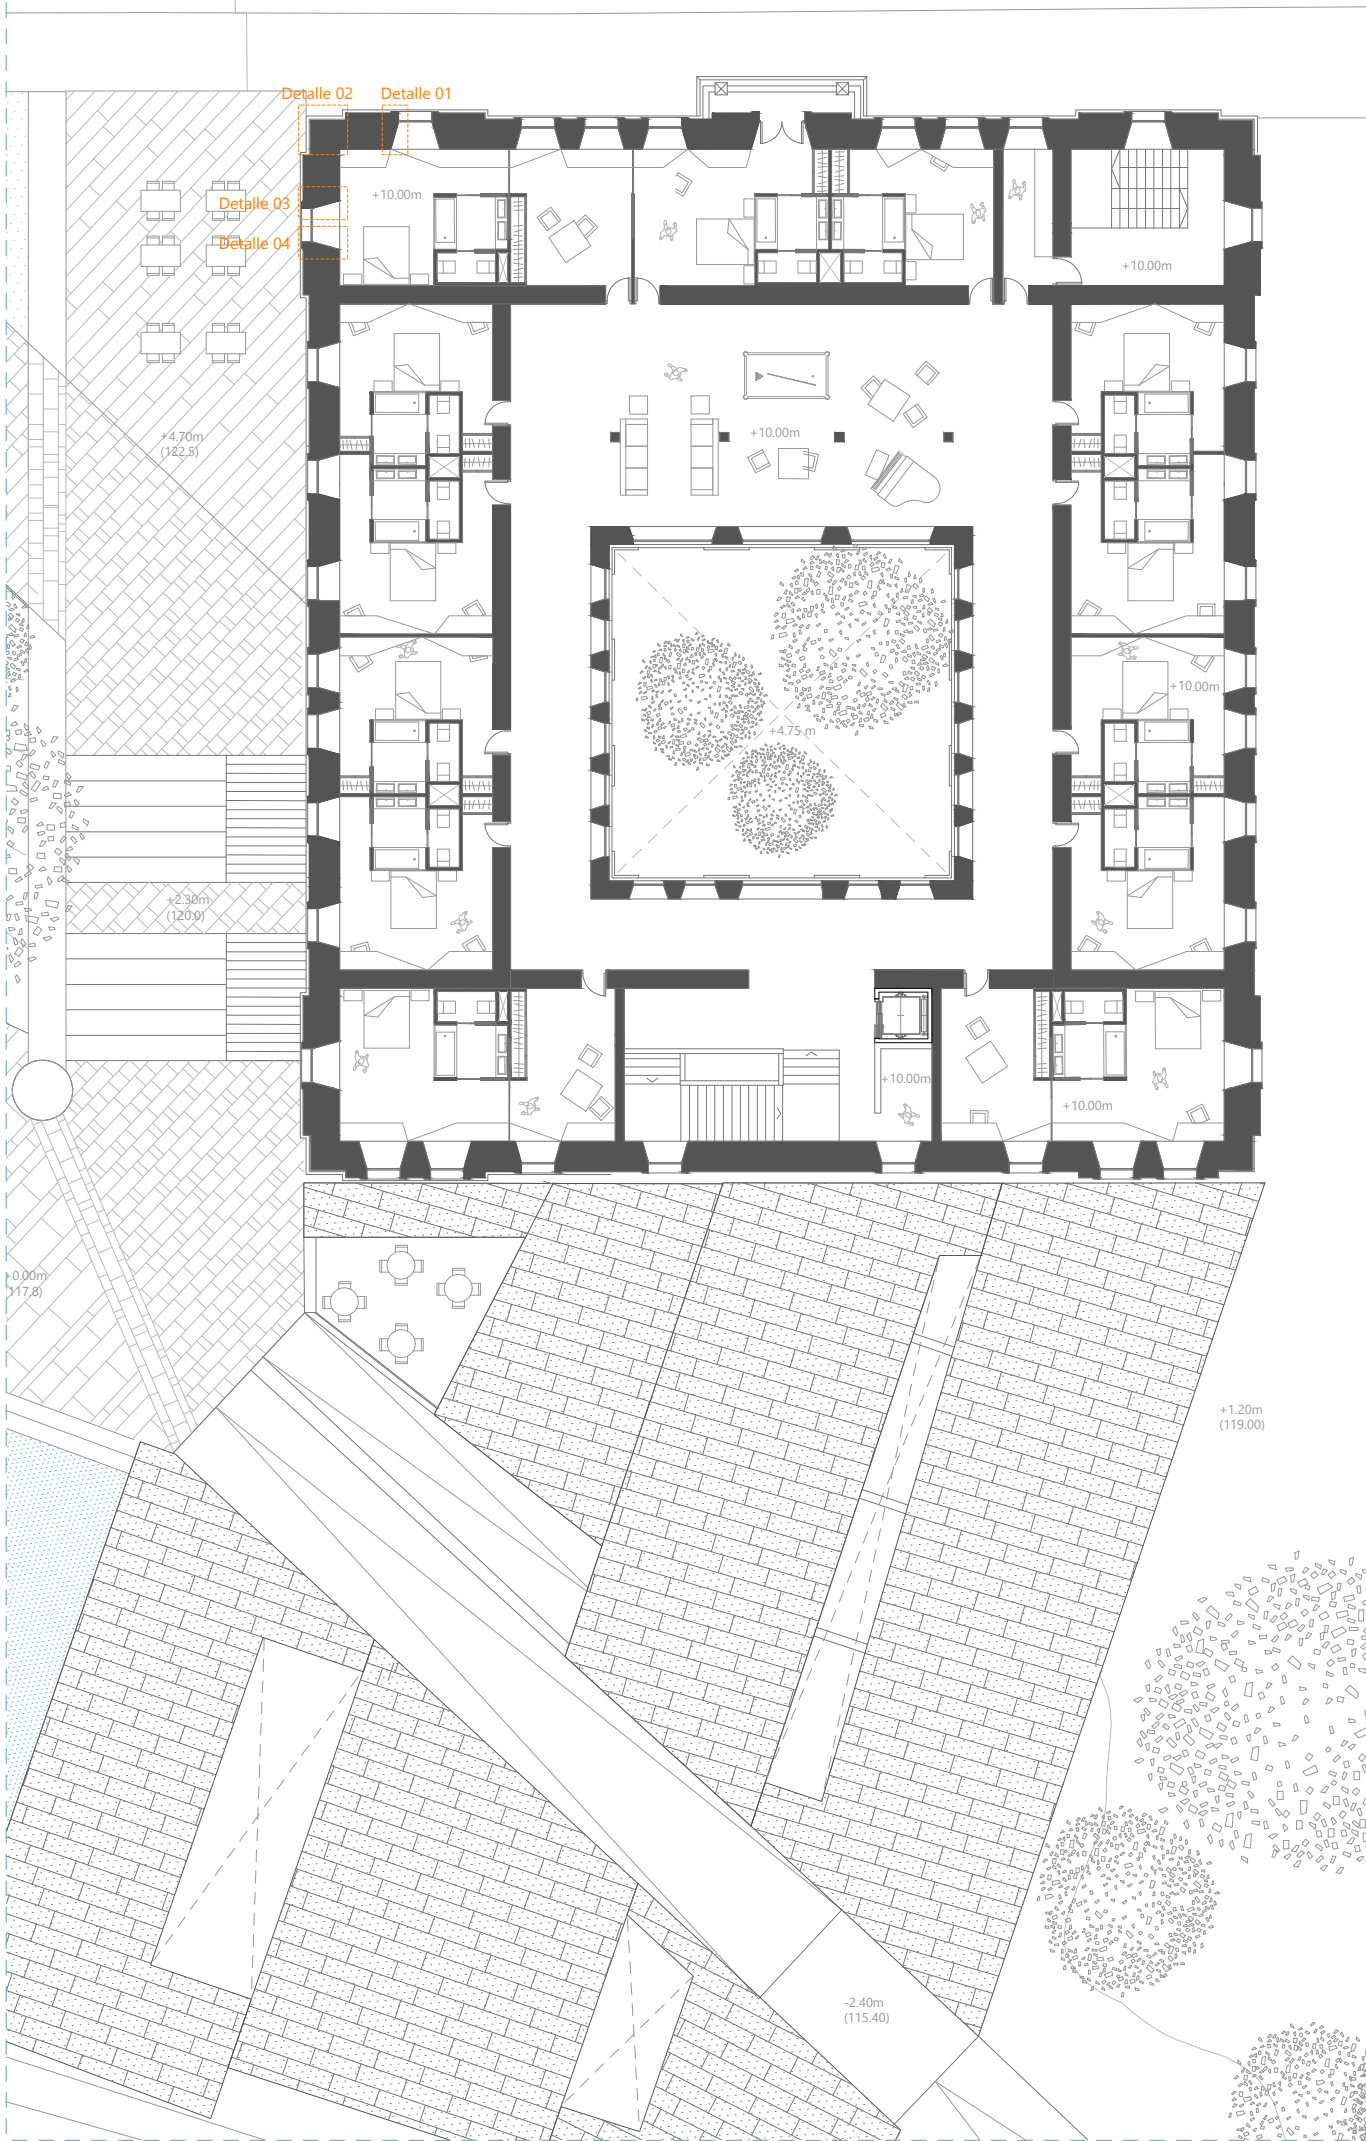 Detalle 02
Detalle 01
+10.00m
Detalle 03
Detalle 04
+10.00m
+4.70m
(122.5)
+10.00m
+10.00m
+4.75 m
+2.30m
(120.0)
+10.00m
+10.00m
+0.00m
(117.8)
+1.20m
(119.00)
-2.40m
(115.40)